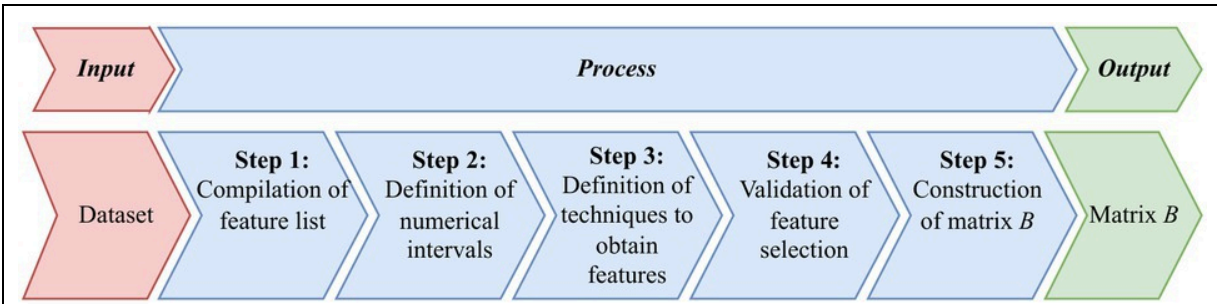 Input
Process
Output
Dataset
Step 1:
Compilation of
feature list
Step 2:
Definition of
numerical
intervals
Step 3:
Definition of
techniques to
obtain
features
Step 4:
Validation of
feature
selection
Step 5:
Construction
of matrix B
Matrix B